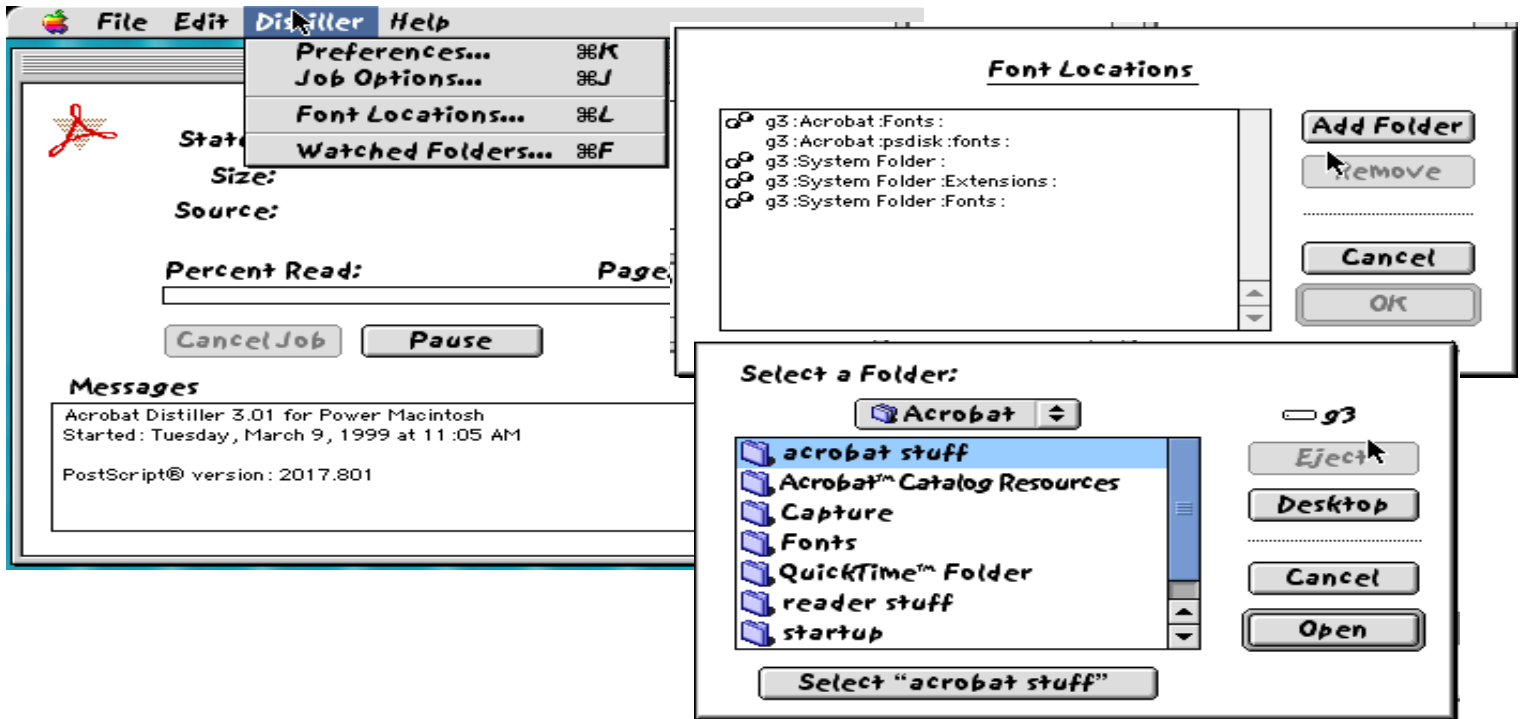 File Edit Distiller Help
Preferences... ⌘K
Job Options... ⌘J
Font Locations... ⌘L
Watched Folders... ⌘F
Size:
Source:
Percent Read:
Page
Cancel Job
Pause
Messages
Acrobat Distiller 3.01 for Power Macintosh
Started: Tuesday, March 9, 1999 at 11:05 AM
PostScript® version: 2017.801
Font Locations
g3:Acrobat:Fonts:
g3:Acrobat:psdisk:fonts:
g3:System Folder:
g3:System Folder:Extensions:
g3:System Folder:Fonts:
Add Folder
Remove
Cancel
OK
Select a Folder:
Acrobat
acrobat stuff
Acrobat™ Catalog Resources
Capture
Fonts
QuickTime™ Folder
reader stuff
startup
g3
Eject
Desktop
Cancel
Open
Select “acrobat stuff”